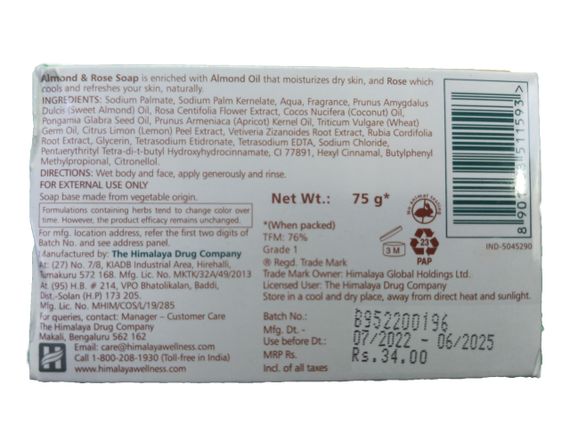 Almond & Rose Soap is enriched with Almond Oil that moisturizes dry skin, and Rose which
cools and refreshes your skin, naturally.
INGREDIENTS: Sodium Palmate, Sodium Palm Kernelate, Aqua, Fragrance, Prunus Amygdalus
Dulcis (Sweet Almond) Oil, Rosa Centifolia Flower Extract, Cocos Nucifera (Coconut) Oil,
Pongamia Glabra Seed Oil, Prunus Armeniaca (Apricot) Kernel Oil, Triticum Vulgare (Wheat)
Germ Oil, Citrus Limon (Lemon) Peel Extract, Vetiveria Zizanoides Root Extract, Rubia Cordifolia
Root Extract, Glycerin, Tetrasodium Etidronate, Tetrasodium EDTA, Sodium Chloride,
Pentaerythrityl Tetra-di-t-butyl Hydroxyhydrocinnamate, CI 77891, Hexyl Cinnamal, Butylphenyl
Methylpropional, Citronellol.
DIRECTIONS: Wet body and face, apply generously and rinse.
FOR EXTERNAL USE ONLY
Soap base made from vegetable origin.
Formulations containing herbs tend to change color over
time. However, the product efficacy remains unchanged.
For mfg. location address, refer the first two digits of
Batch No. and see address panel.
Manufactured by: The Himalaya Drug Company
At: (27) No. 7/8, KIADB Industrial Area, Hirehalli,
Tumakuru 572 168. Mfg. Lic. No. MKTK/32A/49/2013
At. (95) H.B. # 214, VPO Bhatolikalan, Baddi,
Dist.-Solan (H.P) 173 205.
Mfg. Lic. No. MHIM/COS/L/19/285
For queries, contact: Manager – Customer Care
The Himalaya Drug Company
Makali, Bengaluru 562 162
Email: care@himalayawellness.com
Call 1-800-208-1930 (Toll-free in India)
www.himalayawellness.com
Net Wt.: 75 g*
*(When packed)
TFM: 76%
Grade 1
® Regd. Trade Mark
Trade Mark Owner: Himalaya Global Holdings Ltd.
Licensed User: The Himalaya Drug Company
Store in a cool and dry place, away from direct heat and sunlight.
Batch No.: B952200196
Mfg. Dt. -
Use before Dt.: 07/2022 - 06/2025
MRP Rs. Rs.34.00
Incl. of all taxes
No animal testing
3 M
23
PAP
IND-5045290